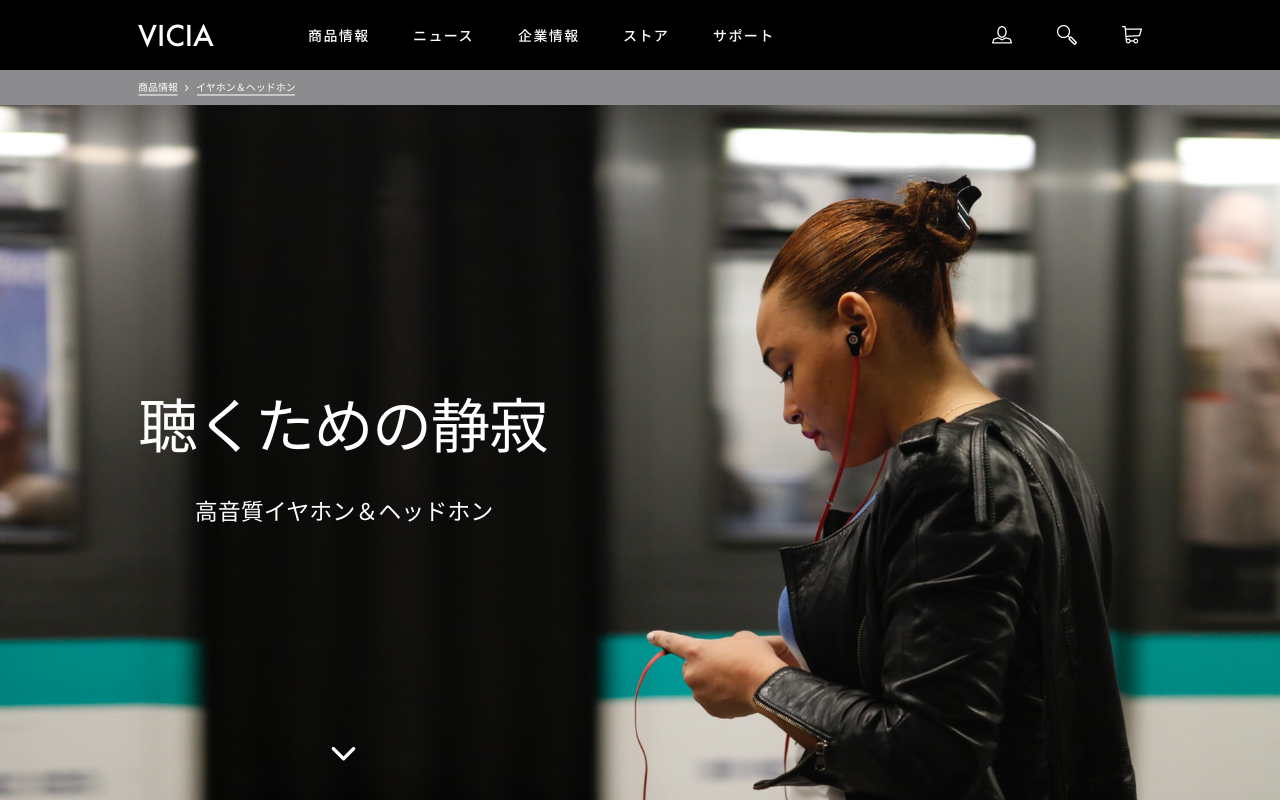 VICIA
商品情報
ニュース
企業情報
ストア
サポート
商品情報 > イヤホン＆ヘッドホン
聴くための静寂
高音質イヤホン＆ヘッドホン